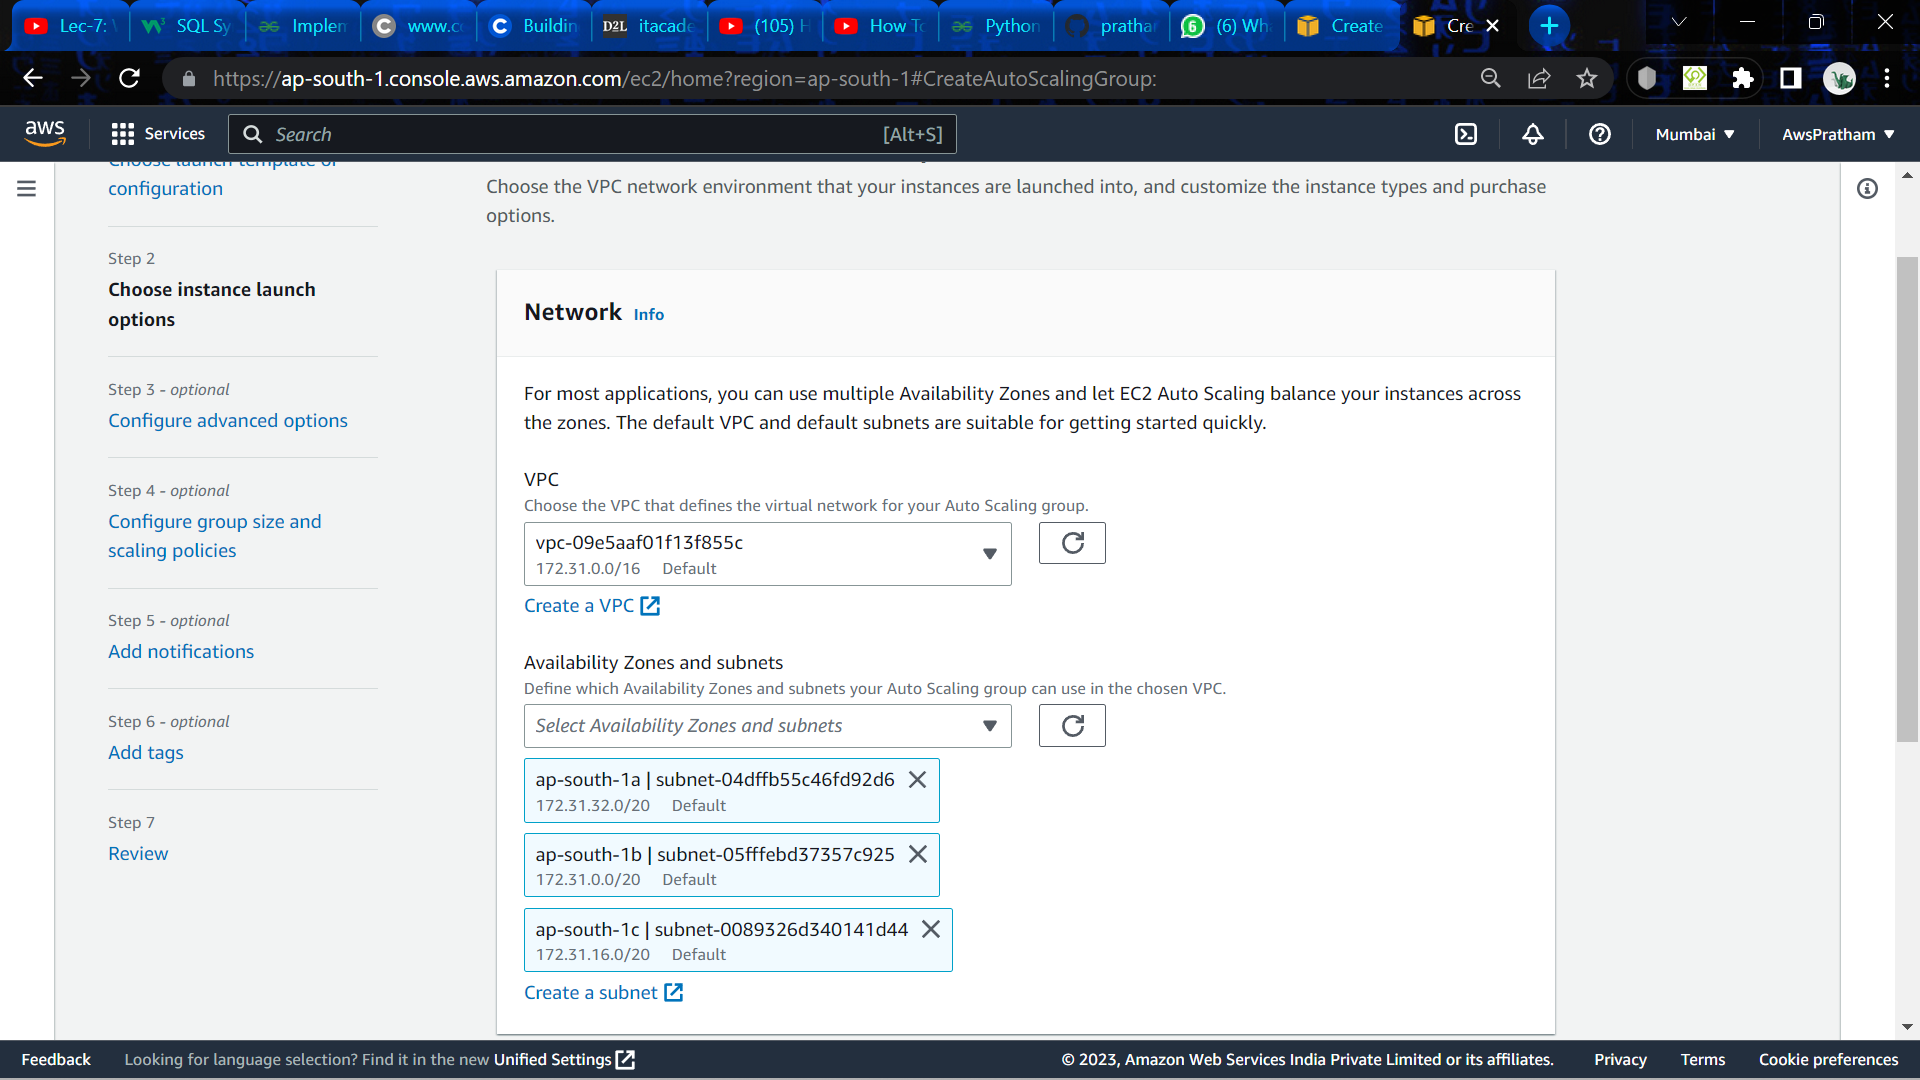 Lec-7:
SQL Sy
Implem
www.c
Buildin
D2L itacade
(105) H
How To
Python
prathar
(6) Wh
Create
Cre
https://ap-south-1.console.aws.amazon.com/ec2/home?region=ap-south-1#CreateAutoScalingGroup:
aws
Services
Search
[Alt+S]
Mumbai
AwsPratham
Choose launch template or
configuration
Step 2
Choose instance launch
options
Step 3 - optional
Configure advanced options
Step 4 - optional
Configure group size and
scaling policies
Step 5 - optional
Add notifications
Step 6 - optional
Add tags
Step 7
Review
Choose the VPC network environment that your instances are launched into, and customize the instance types and purchase
options.
Network Info
For most applications, you can use multiple Availability Zones and let EC2 Auto Scaling balance your instances across
the zones. The default VPC and default subnets are suitable for getting started quickly.
VPC
Choose the VPC that defines the virtual network for your Auto Scaling group.
vpc-09e5aaf01f13f855c
172.31.0.0/16 Default
Create a VPC
Availability Zones and subnets
Define which Availability Zones and subnets your Auto Scaling group can use in the chosen VPC.
Select Availability Zones and subnets
ap-south-1a | subnet-04dffb55c46fd92d6
172.31.32.0/20 Default
ap-south-1b | subnet-05fffebd37357c925
172.31.0.0/20 Default
ap-south-1c | subnet-0089326d340141d44
172.31.16.0/20 Default
Create a subnet
Feedback
Looking for language selection? Find it in the new Unified Settings
© 2023, Amazon Web Services India Private Limited or its affiliates.
Privacy
Terms
Cookie preferences